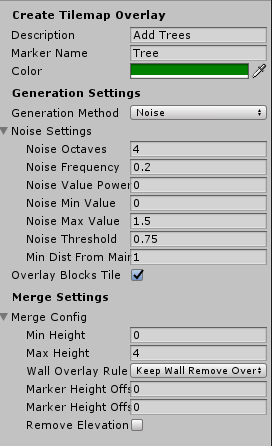 Create Tilemap Overlay
Description Add Trees
Marker Name Tree
Color
Generation Settings
Generation Method Noise
Noise Settings
Noise Octaves 4
Noise Frequency 0.2
Noise Value Power 0
Noise Min Value 0
Noise Max Value 1.5
Noise Threshold 0.75
Min Dist From Main 1
Overlay Blocks Tile
Merge Settings
Merge Config
Min Height 0
Max Height 4
Wall Overlay Rule Keep Wall Remove Over
Marker Height Offs 0
Marker Height Offs 0
Remove Elevation